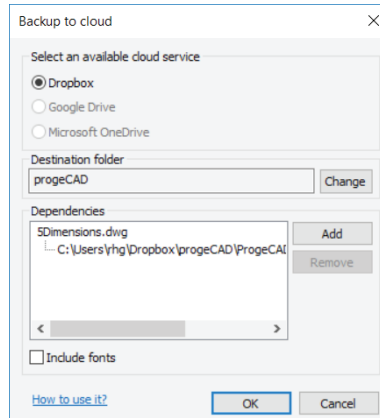 Backup to cloud
Select an available cloud service
Dropbox
Google Drive
Microsoft OneDrive
Destination folder
progeCAD
Change
Dependencies
5Dimensions.dwg
Add
C:\Users\rhg\Dropbox\progeCAD\ProgeCA
Remove
Include fonts
How to use it?
OK
Cancel